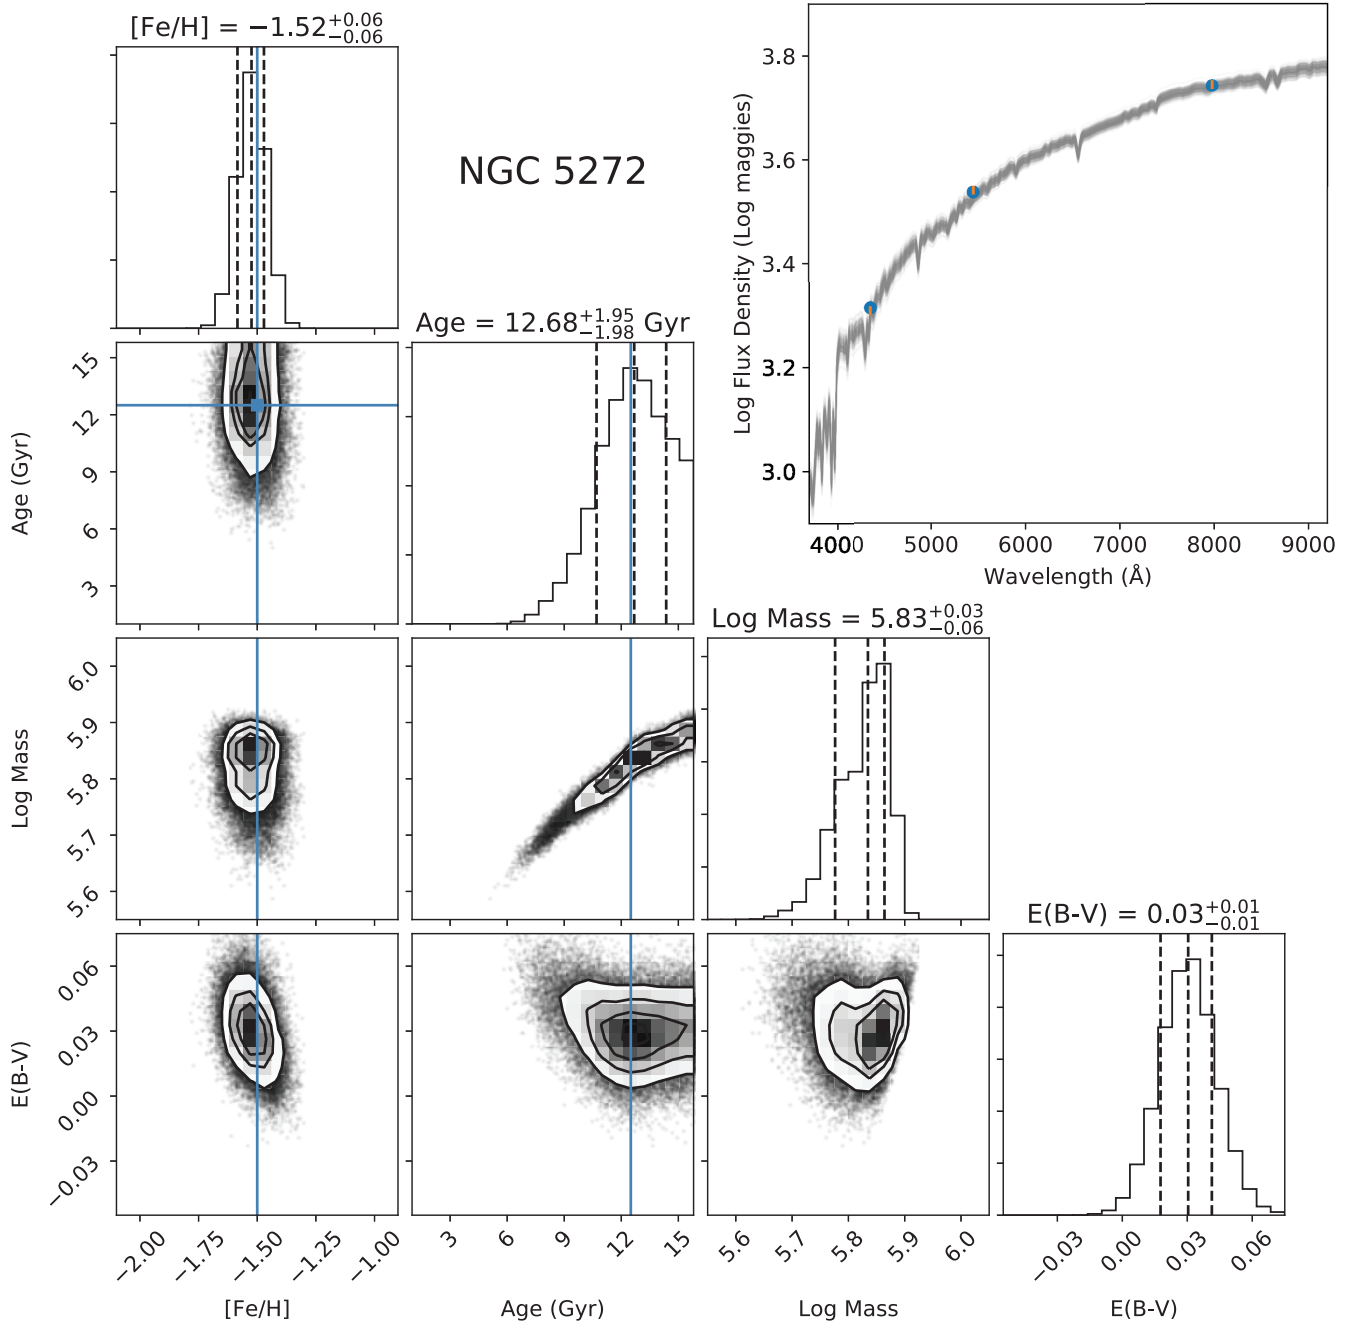 [Fe/H] = −1.52 +0.06 −0.06
NGC 5272
3.8
3.6
3.4
3.2
3.0
Log Flux Density (Log maggies)
4000 5000 6000 7000 8000 9000
Wavelength (Å)
Age = 12.68 +1.95 −1.98 Gyr
15
12
9
6
3
Age (Gyr)
Log Mass = 5.83 +0.03 −0.06
6.0
5.9
5.8
5.7
5.6
Log Mass
E(B-V) = 0.03 +0.01 −0.01
0.06
0.03
0.00
−0.03
E(B-V)
−2.00 −1.75 −1.50 −1.25 −1.00
[Fe/H]
3 6 9 12 15
Age (Gyr)
5.6 5.7 5.8 5.9 6.0
Log Mass
−0.03 0.00 0.03 0.06
E(B-V)